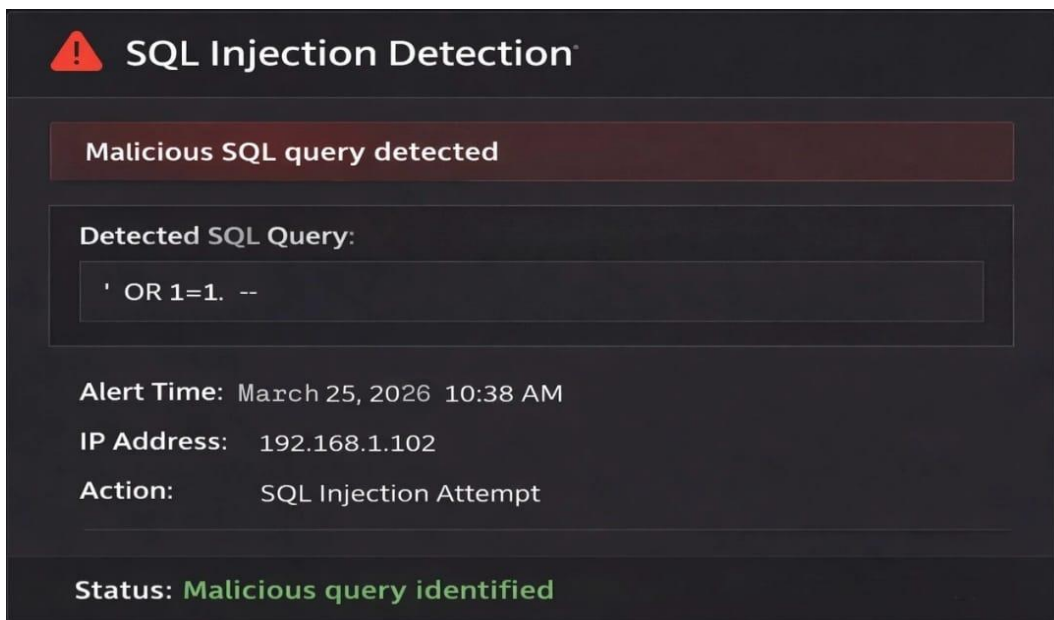 SQL Injection Detection
Malicious SQL query detected
Detected SQL Query:
' OR 1=1. --
Alert Time: March 25, 2026 10:38 AM
IP Address: 192.168.1.102
Action: SQL Injection Attempt
Status: Malicious query identified